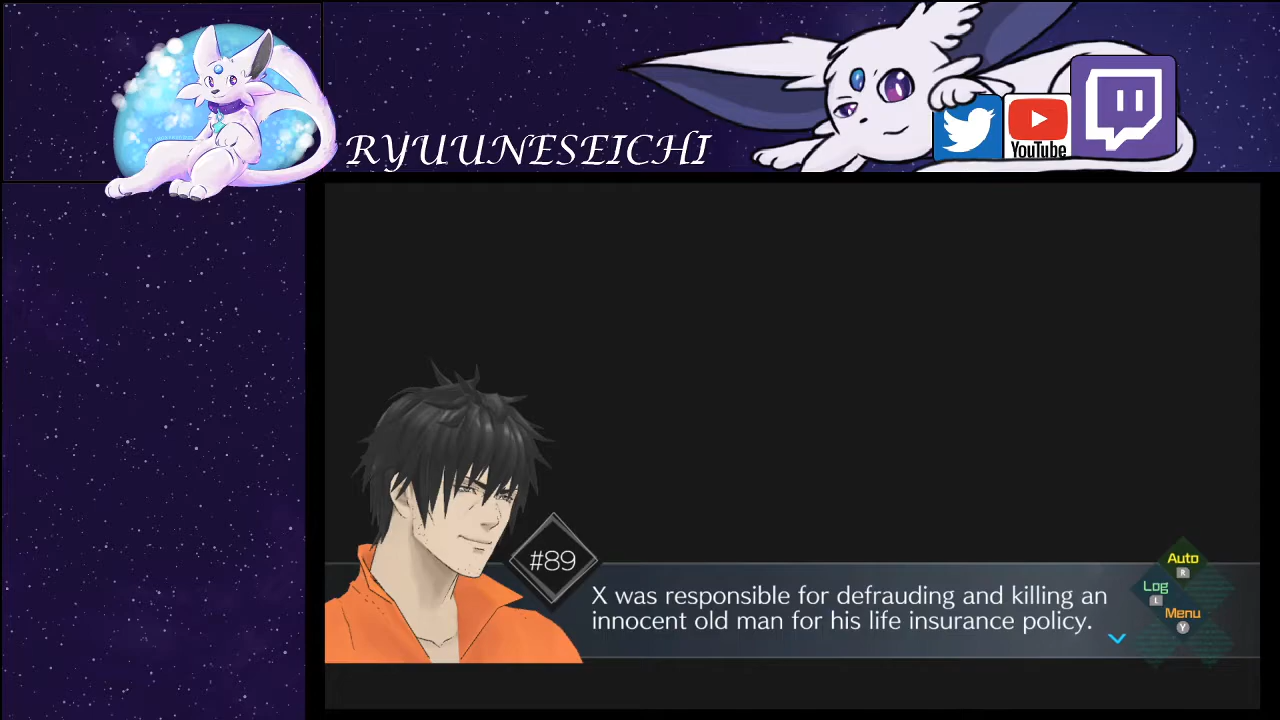 RYUUNESEICHI
YouTube
#89
X was responsible for defrauding and killing an
innocent old man for his life insurance policy.
Auto
R
Log
L
Menu
Y